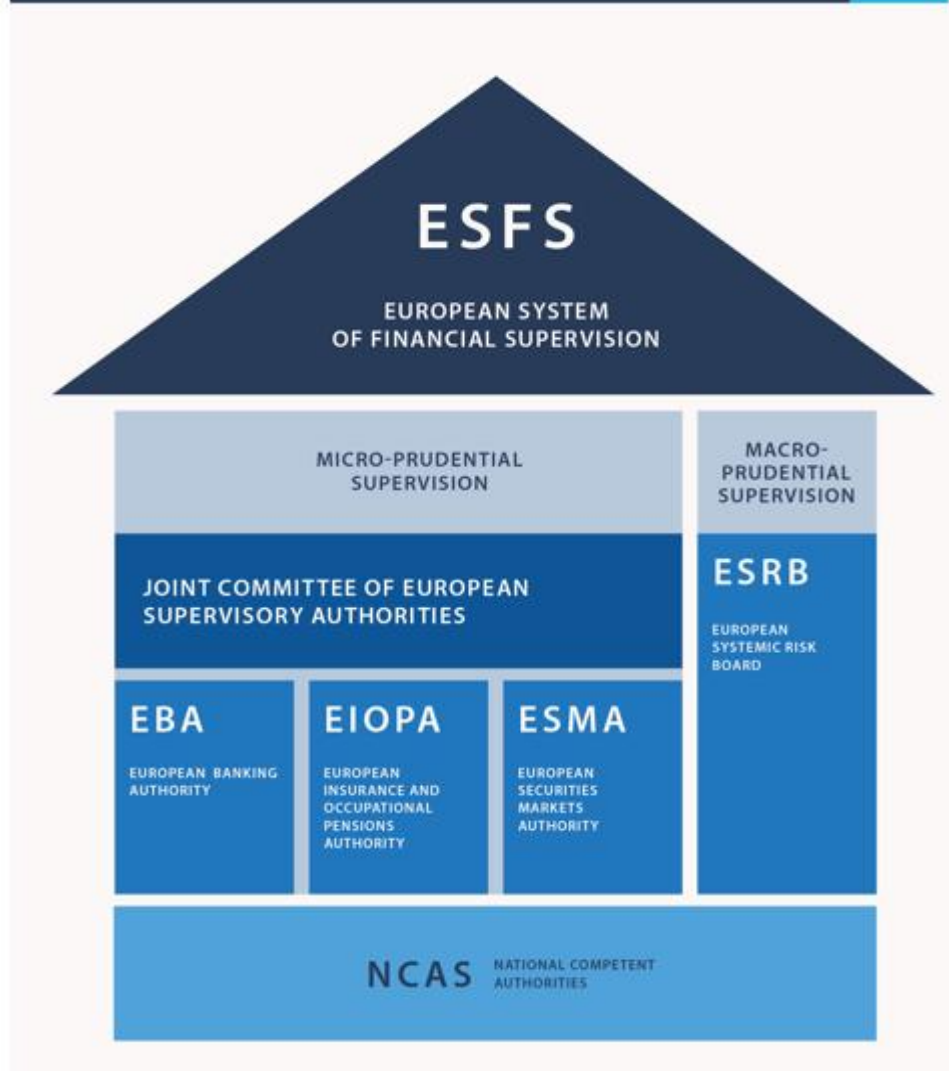 ESFS
EUROPEAN SYSTEM
OF FINANCIAL SUPERVISION
MICRO-PRUDENTIAL
SUPERVISION
MACRO-
PRUDENTIAL
SUPERVISION
JOINT COMMITTEE OF EUROPEAN
SUPERVISORY AUTHORITIES
ESRB
EUROPEAN
SYSTEMIC RISK
BOARD
EBA
EUROPEAN BANKING
AUTHORITY
EIOPA
EUROPEAN
INSURANCE AND
OCCUPATIONAL
PENSIONS
AUTHORITY
ESMA
EUROPEAN
SECURITIES
MARKETS
AUTHORITY
NCAS
NATIONAL COMPETENT
AUTHORITIES